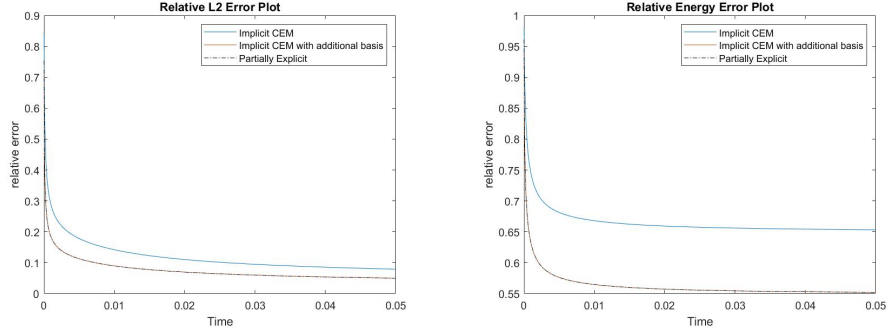 Relative L2 Error Plot
0.9
0.8
0.7
0.6
0.5
0.4
0.3
0.2
0.1
0
relative error
0
0.01
0.02
0.03
0.04
0.05
Time
Implicit CEM
Implicit CEM with additional basis
Partially Explicit
Relative Energy Error Plot
1
0.95
0.9
0.85
0.8
0.75
0.7
0.65
0.6
0.55
relative error
0
0.01
0.02
0.03
0.04
0.05
Time
Implicit CEM
Implicit CEM with additional basis
Partially Explicit